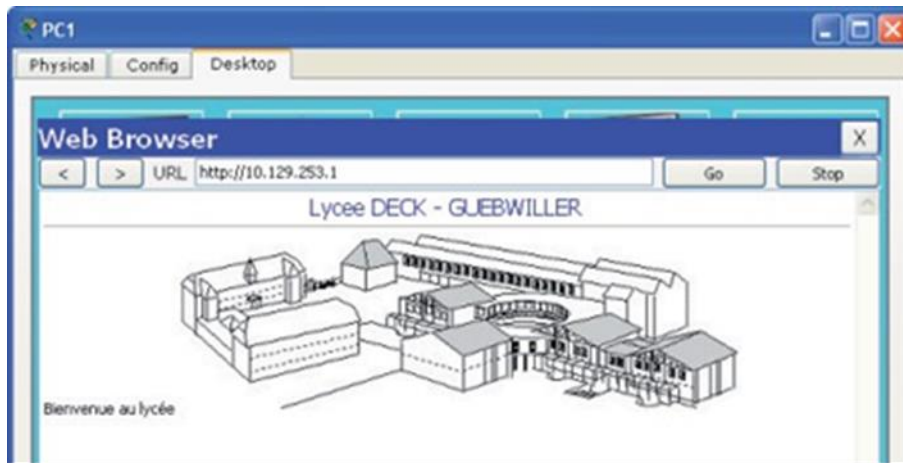 PC1
Physical Config Desktop
Web Browser X
< > URL http://10.129.253.1 Go Stop
Lycee DECK - GUEBWILLER
Bienvenue au lycée